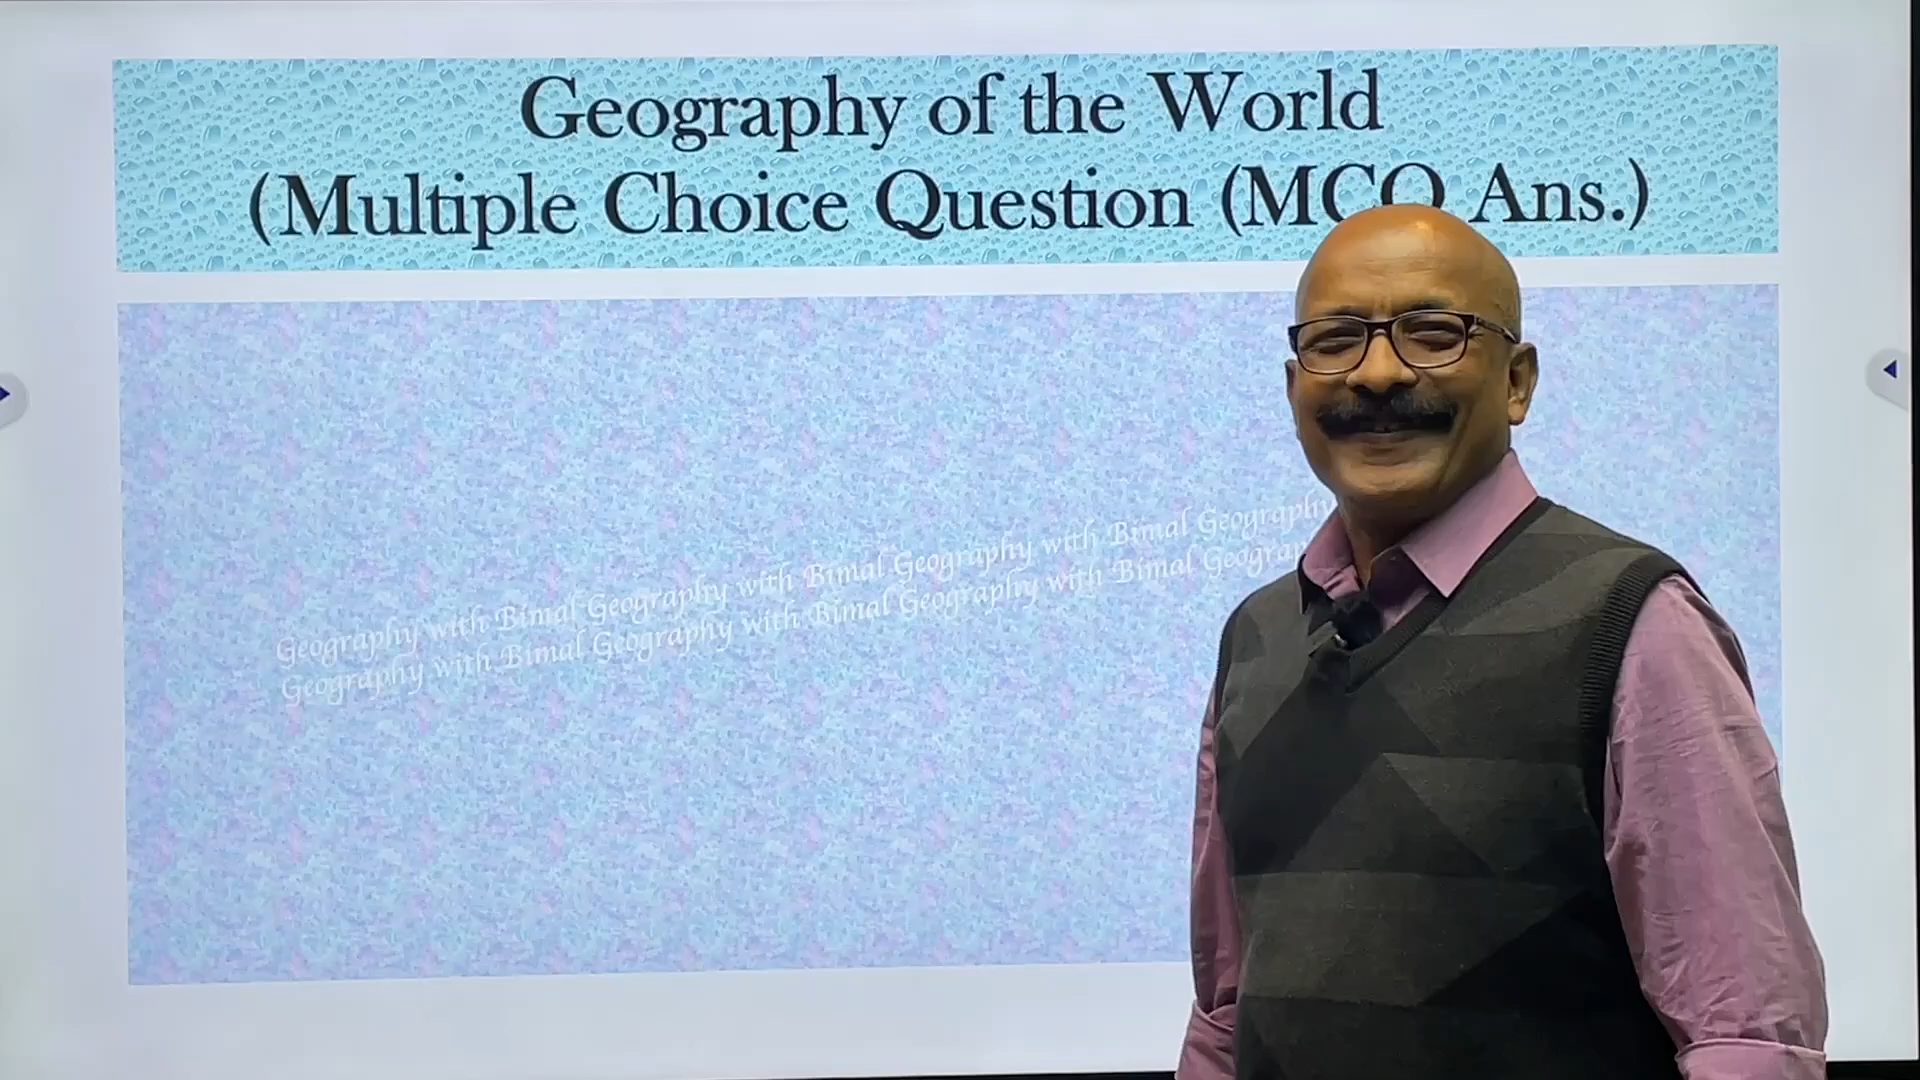 Geography of the World
(Multiple Choice Question (MCQ Ans.)
Geography with Bimal Geography with Bimal Geography with Bimal Geography
Geography with Bimal Geography with Bimal Geography with Bimal